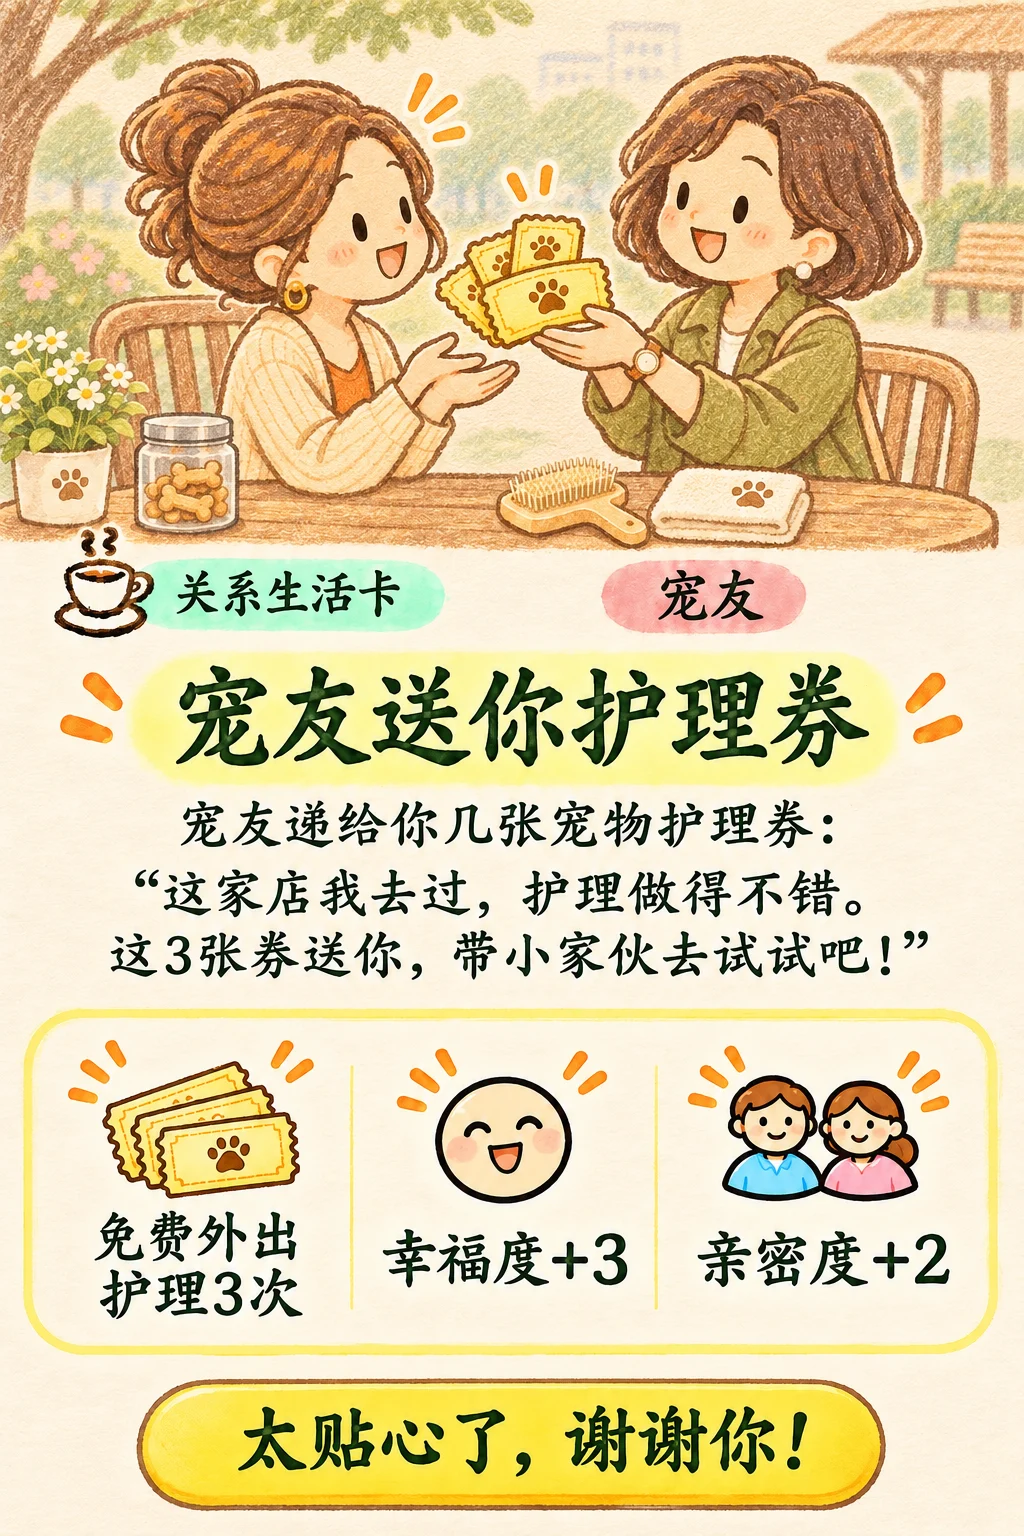 关系生活卡
宠友
宠友送你护理券
宠友递给你几张宠物护理券：
“这家店我去过，护理做得不错。
这3张券送你，带小家伙去试试吧！”
免费外出
护理3次
幸福度+3
亲密度+2
太贴心了，谢谢你！